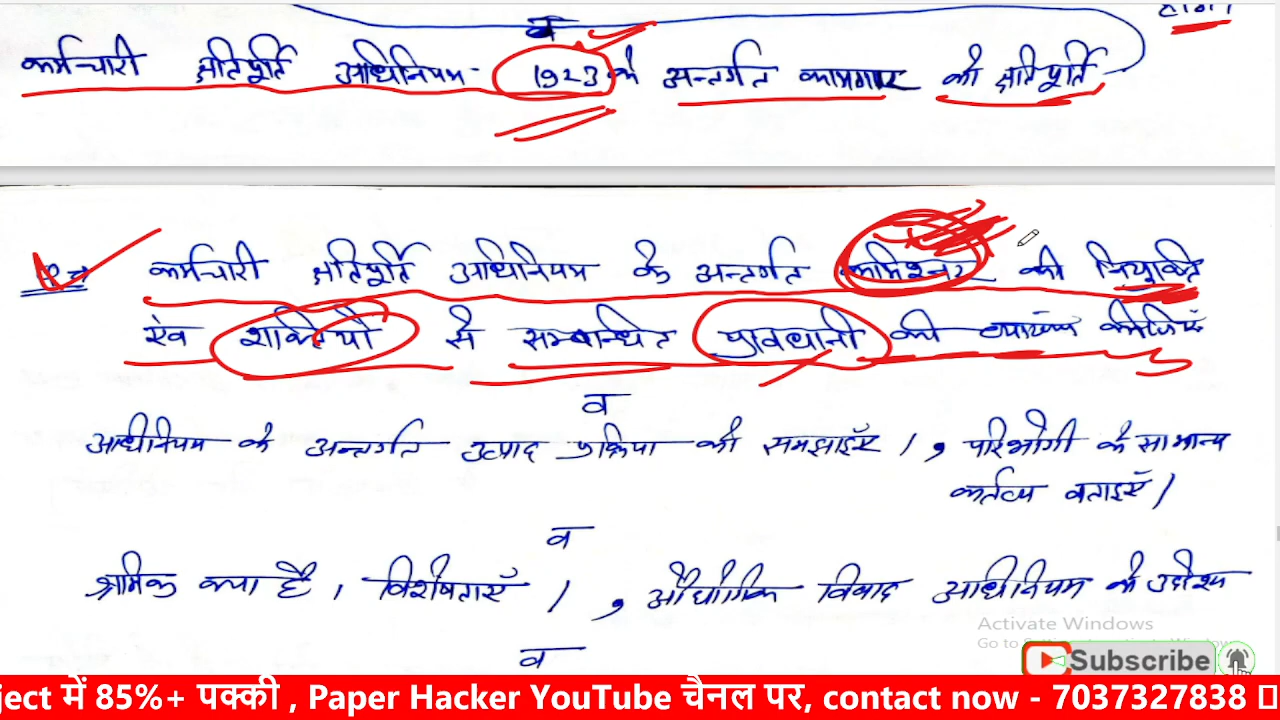 होगा।
व
कर्मचारी क्षतिपूर्ति अधिनियम - 1923 के अन्तर्गत कामगार की क्षतिपूर्ति
कर्मचारी क्षतिपूर्ति अधिनियम के अन्तर्गत कमिश्नर की नियुक्ति
एंव शक्तियों से सम्बन्धित प्रावधानों की व्याख्या कीजिएं
व
अधिनियम के अन्तर्गत उत्पाद प्रक्रिया को समझाईए। , परिभोगी के सामान्य
कर्तव्य बताइएँ।
व
श्रमिक क्या है, विशेषताएँ। , औद्योगिक विवाद अधिनियम के उद्देश्य
Activate Windows
व
Subscribe
ject में 85%+ पक्की , Paper Hacker YouTube चैनल पर, contact now - 7037327838